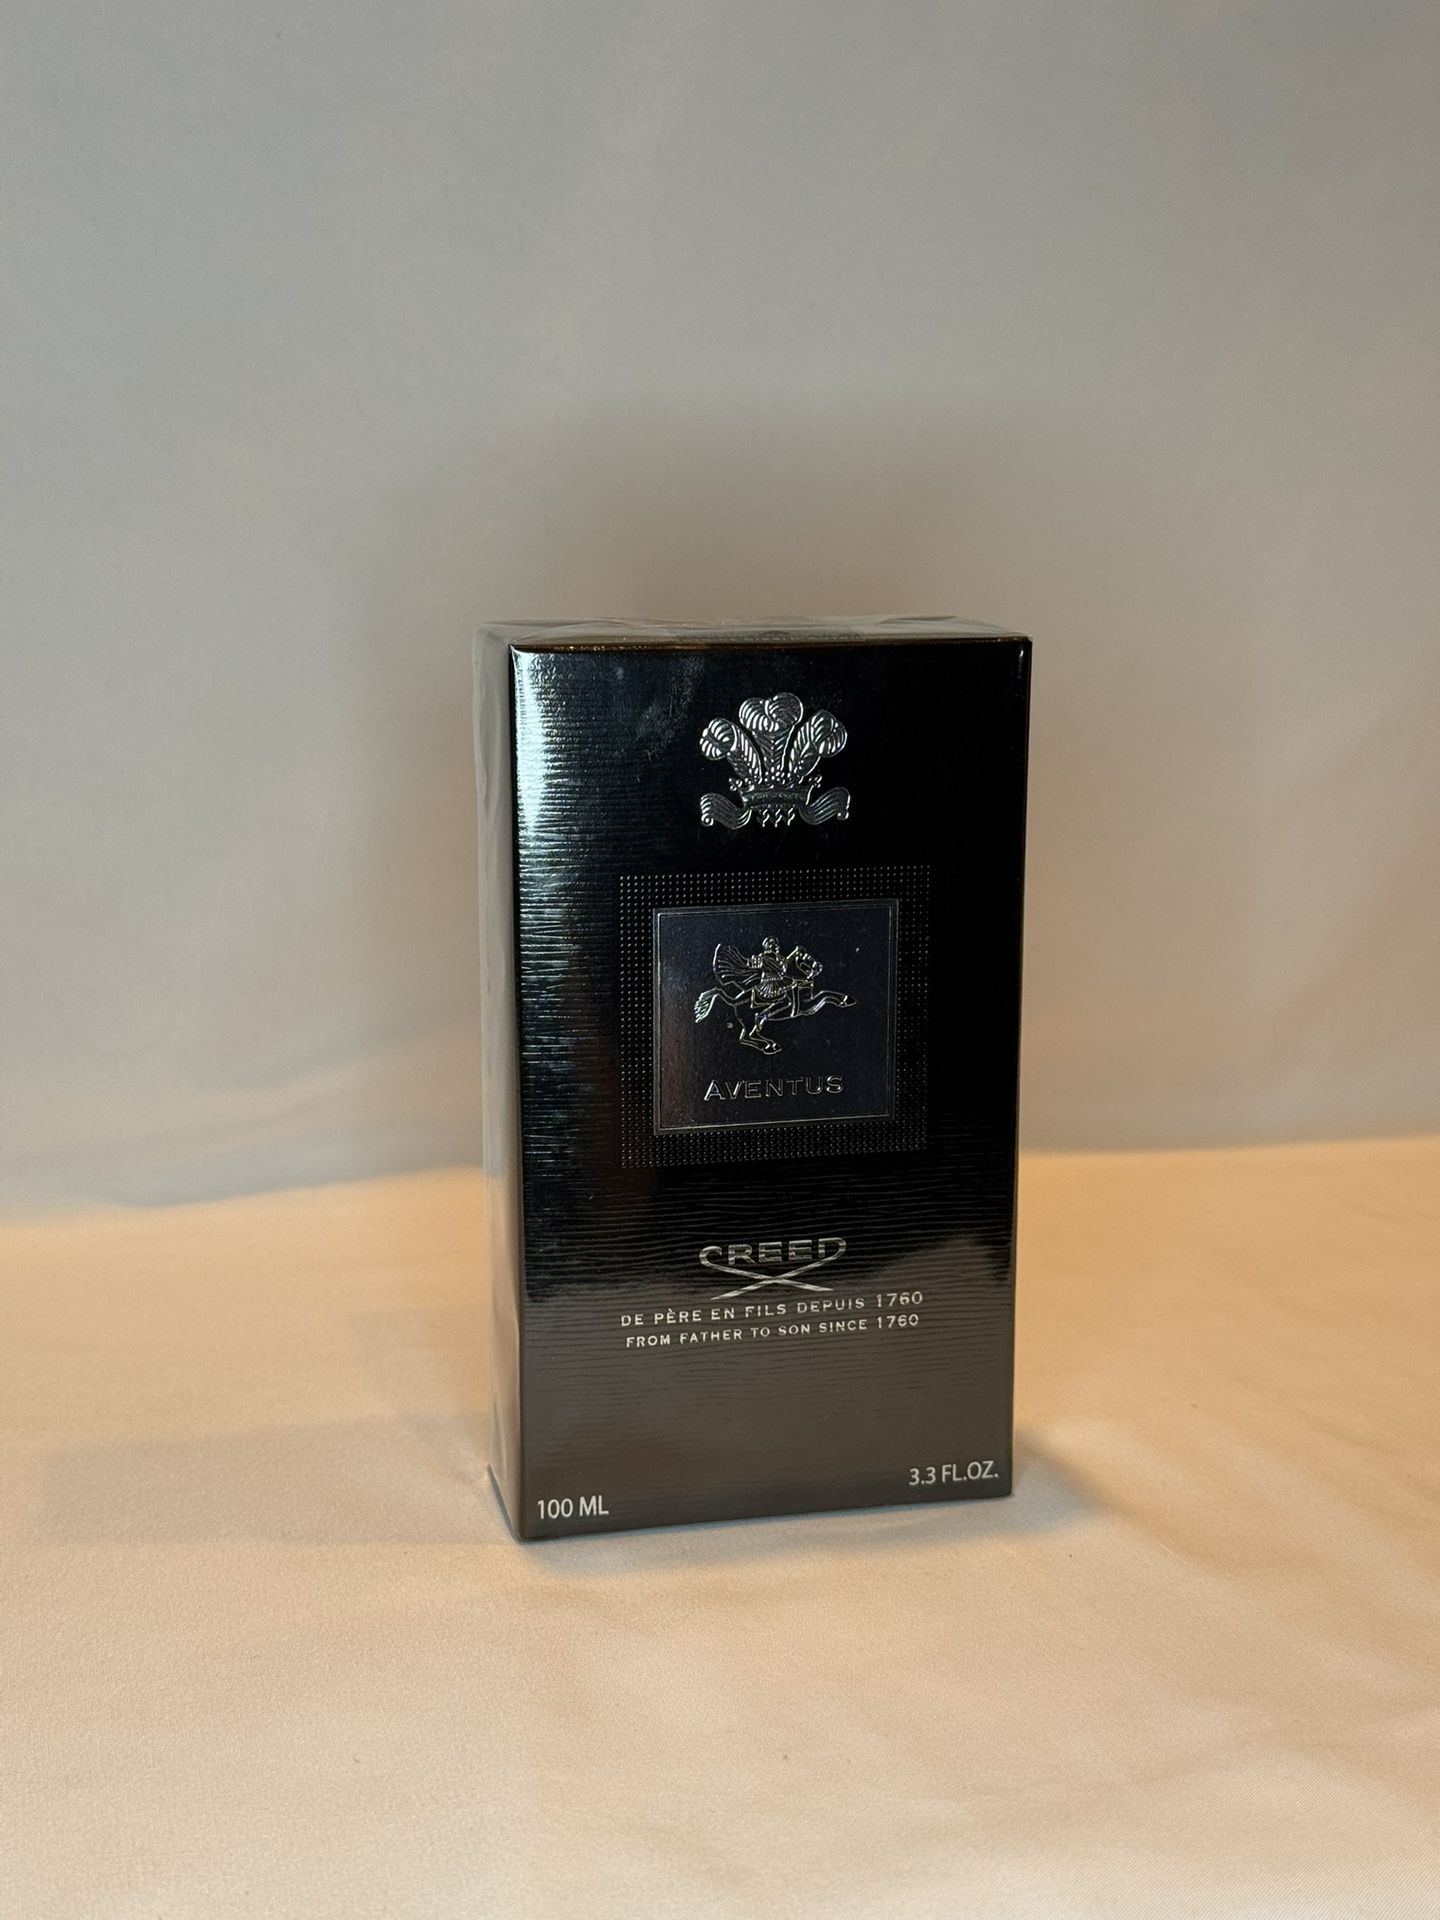 AVENTUS
CREED
DE PÈRE EN FILS DEPUIS 1760
FROM FATHER TO SON SINCE 1760
100 ML
3.3 FL.OZ.